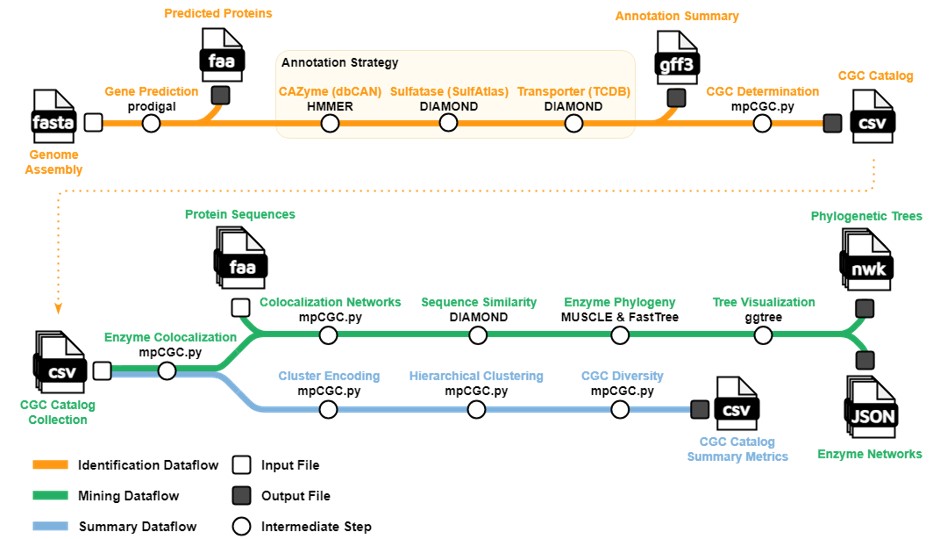 Predicted Proteins
faa
Annotation Summary
gff3
Annotation Strategy
CGC Catalog
csv
fasta
Genome
Assembly
Gene Prediction
prodigal
CAZyme (dbCAN)
HMMER
Sulfatase (SulfAtlas)
DIAMOND
Transporter (TCDB)
DIAMOND
CGC Determination
mpCGC.py
Protein Sequences
faa
Phylogenetic Trees
nwk
Colocalization Networks
mpCGC.py
Sequence Similarity
DIAMOND
Enzyme Phylogeny
MUSCLE & FastTree
Tree Visualization
ggtree
Enzyme Colocalization
mpCGC.py
csv
CGC Catalog
Collection
Cluster Encoding
mpCGC.py
Hierarchical Clustering
mpCGC.py
CGC Diversity
mpCGC.py
csv
CGC Catalog
Summary Metrics
JSON
Enzyme Networks
Identification Dataflow
Input File
Mining Dataflow
Output File
Summary Dataflow
Intermediate Step